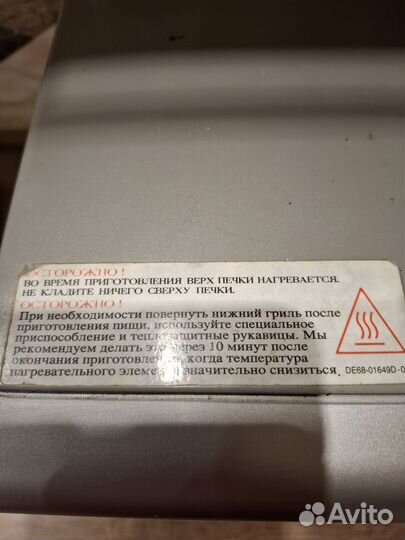 ОСТОРОЖНО !
ВО ВРЕМЯ ПРИГОТОВЛЕНИЯ ВЕРХ ПЕЧКИ НАГРЕВАЕТСЯ.
НЕ КЛАДИТЕ НИЧЕГО СВЕРХУ ПЕЧКИ.
ОСТОРОЖНО !
При необходимости повернуть нижний гриль после
приготовления пищи, используйте специальное
приспособление и теплозащитные рукавицы. Мы
рекомендуем делать это через 10 минут после
окончания приготовления, когда температура
нагревательного элемента значительно снизиться.
DE68-01649D-0
Avito